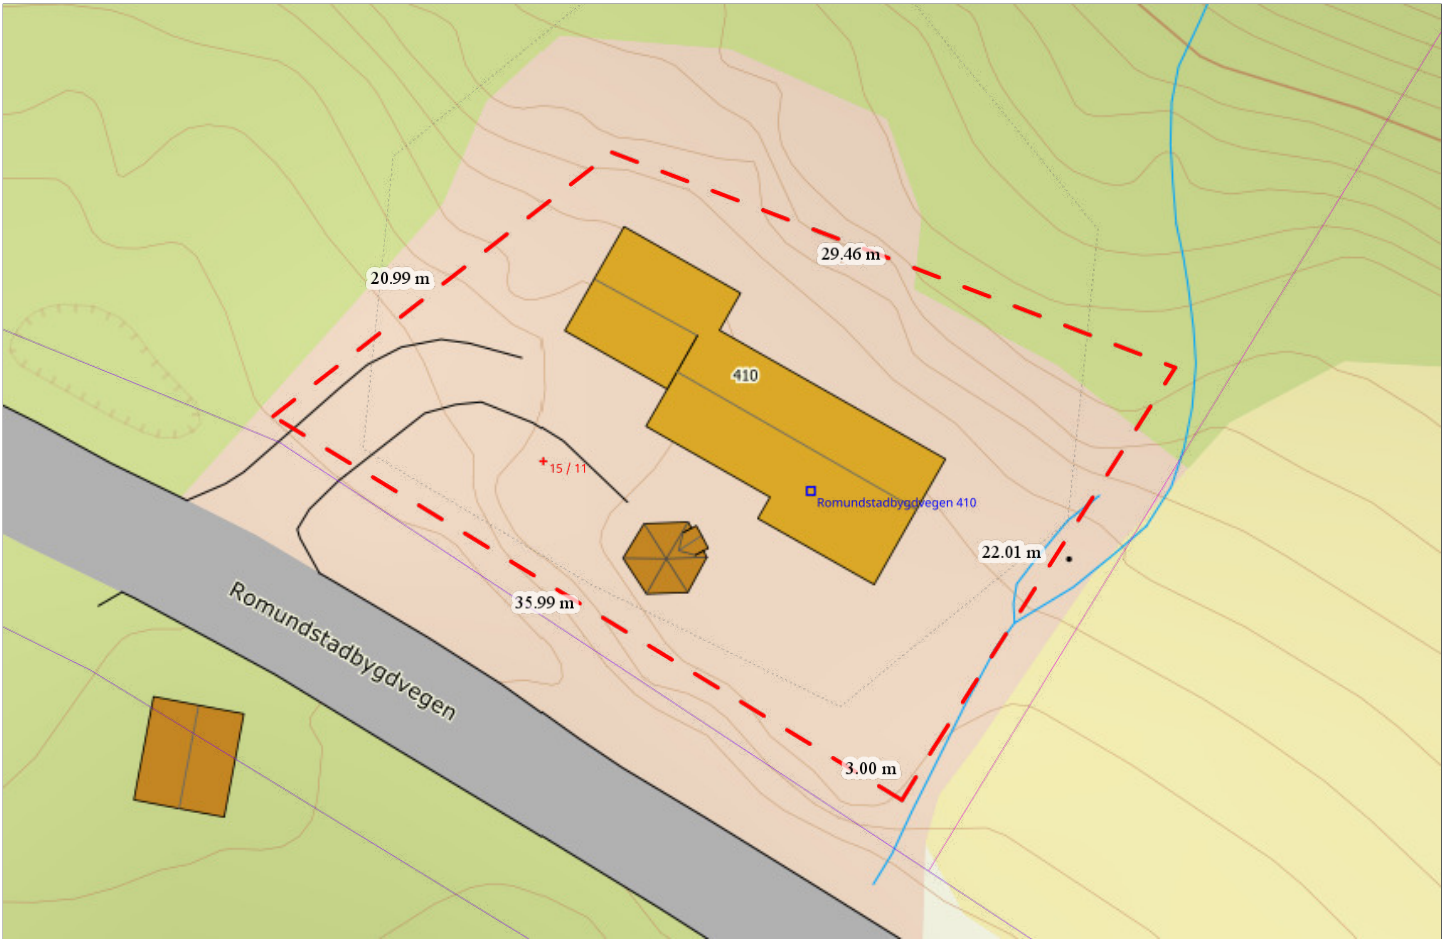 29.46 m
20.99 m
410
15 / 11
Romundstadbygdvegen 410
22.01 m
35.99 m
Romundstadbygdvegen
3.00 m